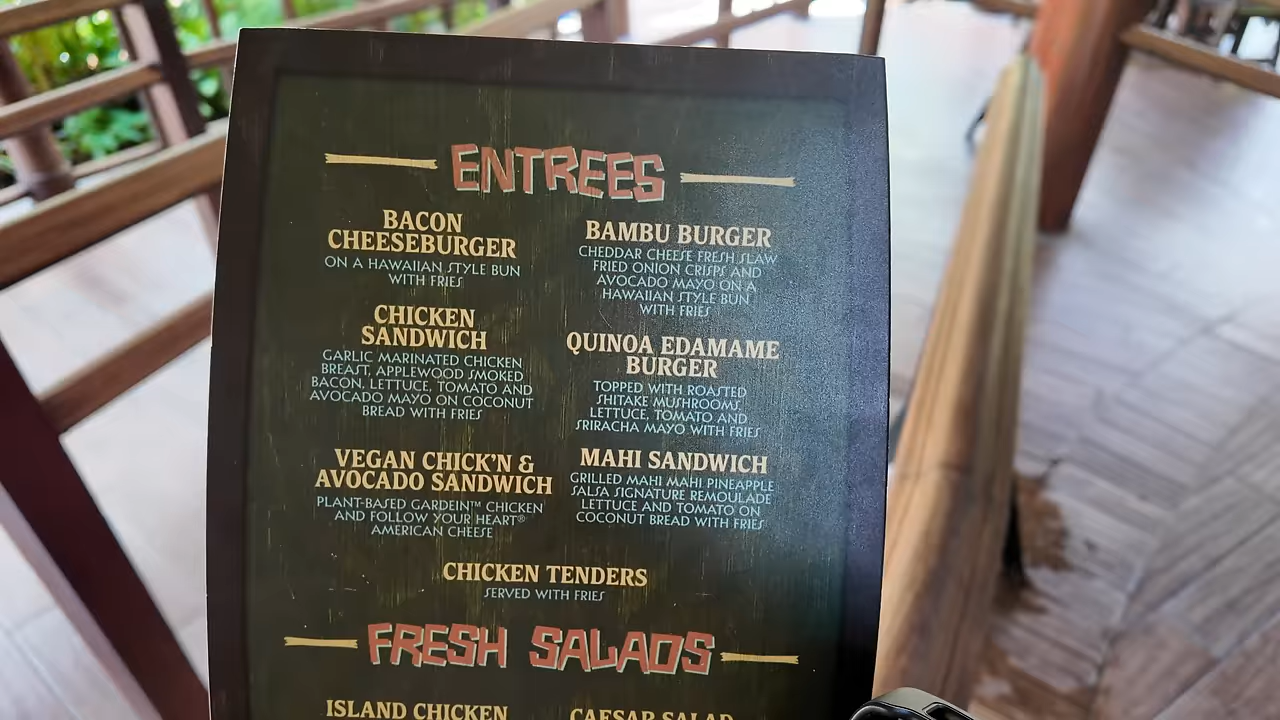 ENTREES
BACON
CHEESEBURGER
ON A HAWAIIAN STYLE BUN
WITH FRIES
CHICKEN
SANDWICH
GARLIC MARINATED CHICKEN
BREAST, APPLEWOOD SMOKED
BACON, LETTUCE, TOMATO AND
AVOCADO MAYO ON COCONUT
BREAD WITH FRIES
VEGAN CHICK'N &
AVOCADO SANDWICH
PLANT-BASED GARDEIN™ CHICKEN
AND FOLLOW YOUR HEART®
AMERICAN CHEESE
BAMBU BURGER
CHEDDAR CHEESE FRESH SLAW
FRIED ONION CRISPS AND
AVOCADO MAYO ON A
HAWAIIAN STYLE BUN
WITH FRIES
QUINOA EDAMAME
BURGER
TOPPED WITH ROASTED
SHITAKE MUSHROOMS,
LETTUCE, TOMATO AND
SRIRACHA MAYO WITH FRIES
MAHI SANDWICH
GRILLED MAHI MAHI PINEAPPLE
SALSA SIGNATURE REMOULADE
LETTUCE AND TOMATO ON
COCONUT BREAD WITH FRIES
CHICKEN TENDERS
SERVED WITH FRIES
FRESH SALADS
ISLAND CHICKEN
CAESAR SALAD